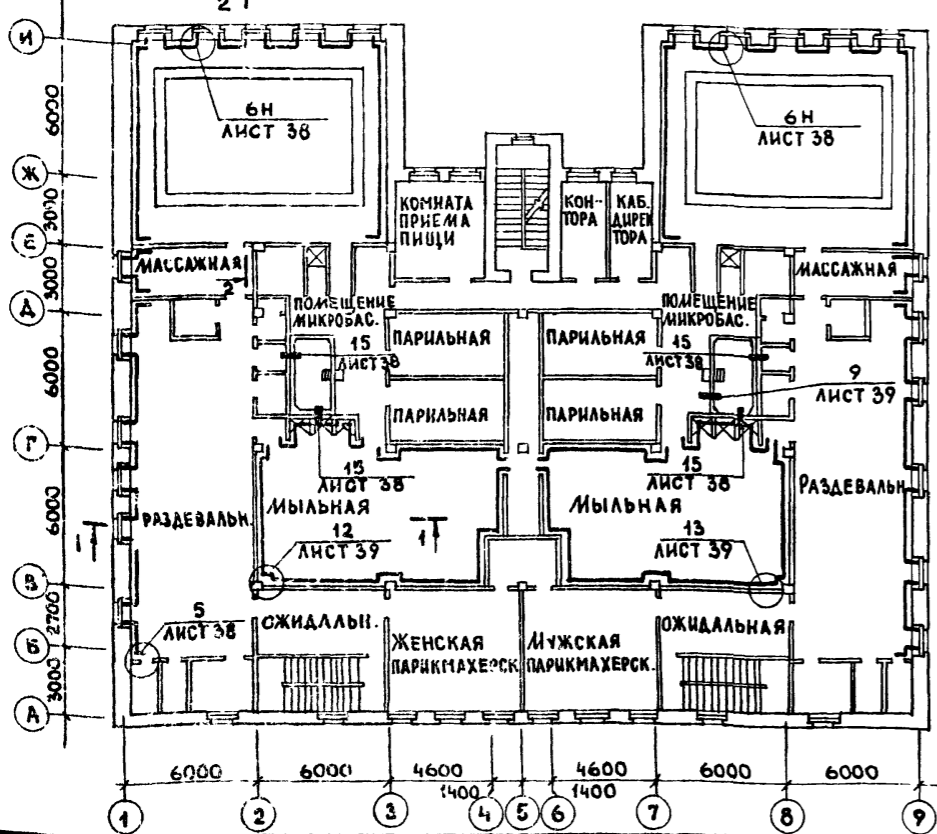 2 1
И
6000
6Н
ЛИСТ 38
6Н
ЛИСТ 38
Ж
3000
КОМНАТА
ПРИЕМА
ПИЩИ
КОН-
ТОРА
КАБ.
ДИРЕК
ТОРА
Е
3000
МАССАЖНАЯ
2
МАССАЖНАЯ
Д
ПОМЕЩЕНИЕ
МИКРОБАС.
ПОМЕЩЕНИЕ
МИКРОБАС.
6000
ПАРИЛЬНАЯ
ПАРИЛЬНАЯ
15
ЛИСТ 38
15
ЛИСТ 38
9
ЛИСТ 39
ПАРИЛЬНАЯ
ПАРИЛЬНАЯ
Г
15
ЛИСТ 38
15
ЛИСТ 38
6000
МЫЛЬНАЯ
МЫЛЬНАЯ
РАЗДЕВАЛЬН.
РАЗДЕВАЛЬН
1
1
12
ЛИСТ 39
13
ЛИСТ 39
В
2700
5
ЛИСТ 38
ОЖИДАЛЬН.
ОЖИДАЛЬНАЯ
Б
ЖЕНСКАЯ
ПАРИКМАХЕРСК.
МУЖСКАЯ
ПАРИКМАХЕРСК.
3000
А
6000
6000
4600
1400
4600
1400
6000
6000
1
2
3
4
5
6
7
8
9